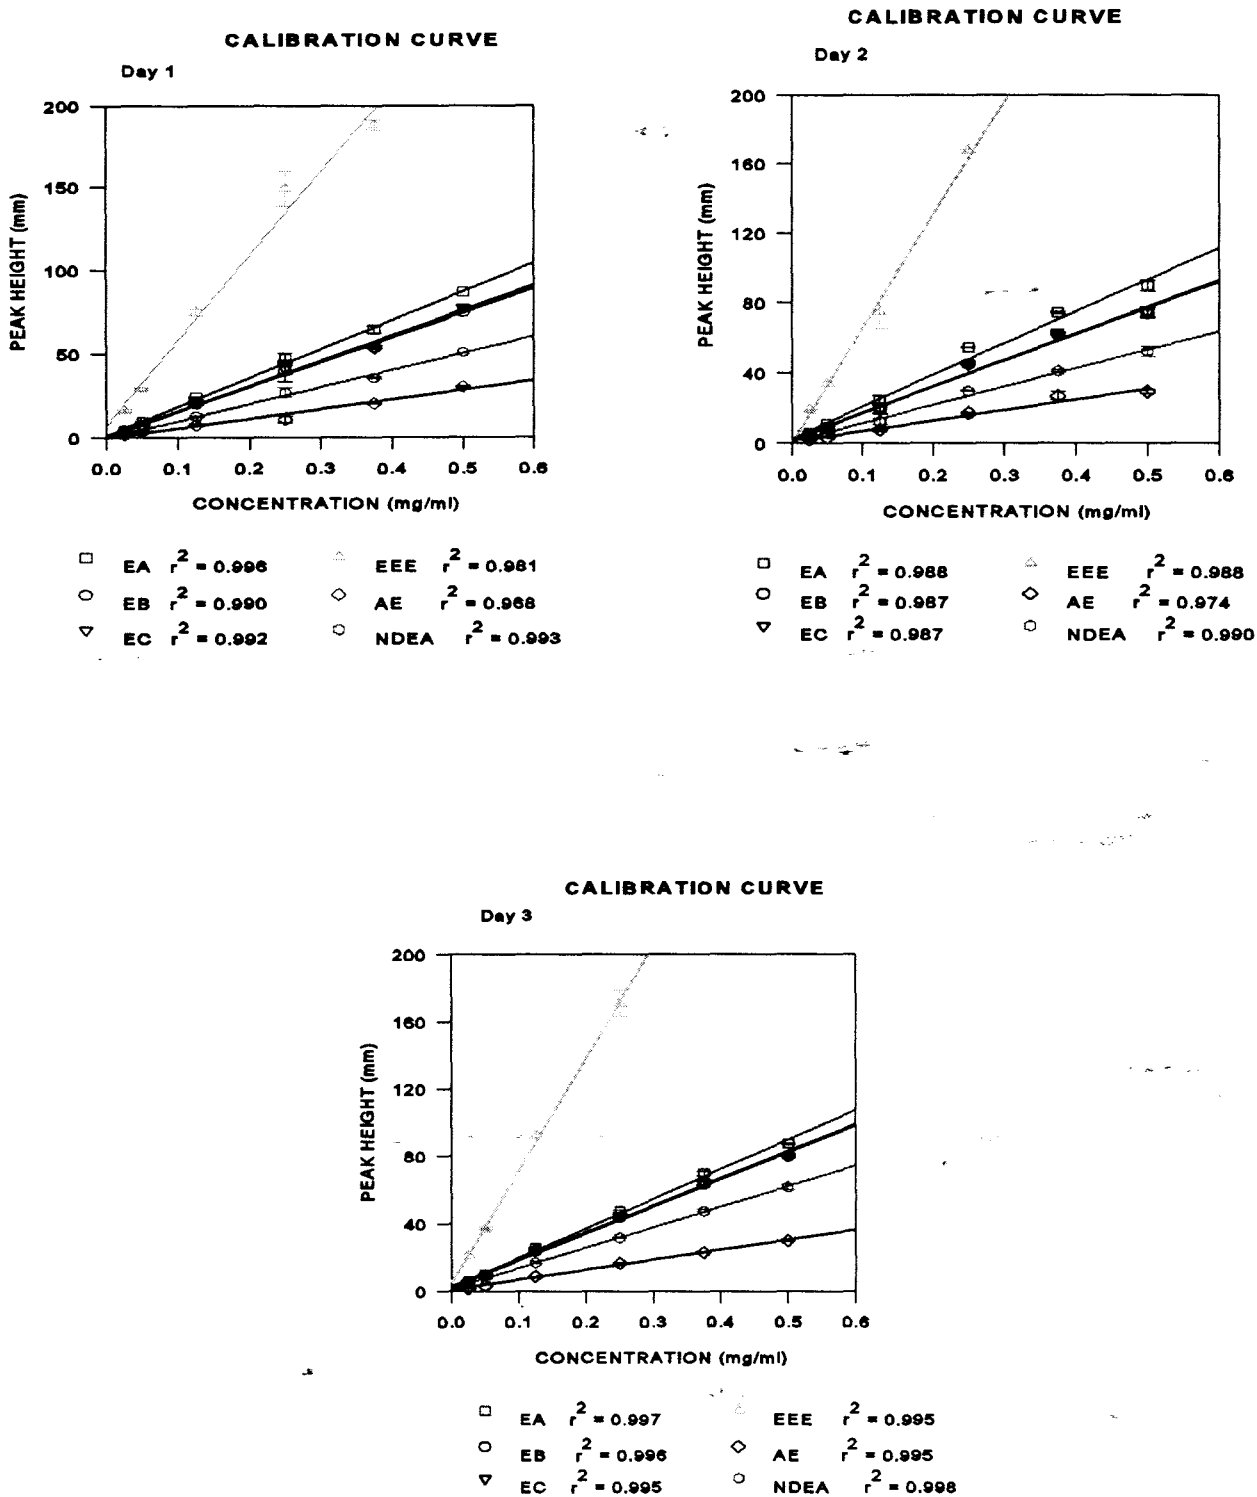 CALIBRATION CURVE
Day 1
PEAK HEIGHT (mm)
200
150
100
50
0
0.0 0.1 0.2 0.3 0.4 0.5 0.6
CONCENTRATION (mg/ml)
EA r² = 0.996 EEE r² = 0.981
EB r² = 0.990 AE r² = 0.968
EC r² = 0.992 NDEA r² = 0.993
CALIBRATION CURVE
Day 2
PEAK HEIGHT (mm)
200
160
120
80
40
0
0.0 0.1 0.2 0.3 0.4 0.5 0.6
CONCENTRATION (mg/ml)
EA r² = 0.988 EEE r² = 0.988
EB r² = 0.987 AE r² = 0.974
EC r² = 0.987 NDEA r² = 0.990
CALIBRATION CURVE
Day 3
PEAK HEIGHT (mm)
200
160
120
80
40
0
0.0 0.1 0.2 0.3 0.4 0.5 0.6
CONCENTRATION (mg/ml)
EA r² = 0.997 EEE r² = 0.995
EB r² = 0.996 AE r² = 0.995
EC r² = 0.995 NDEA r² = 0.998